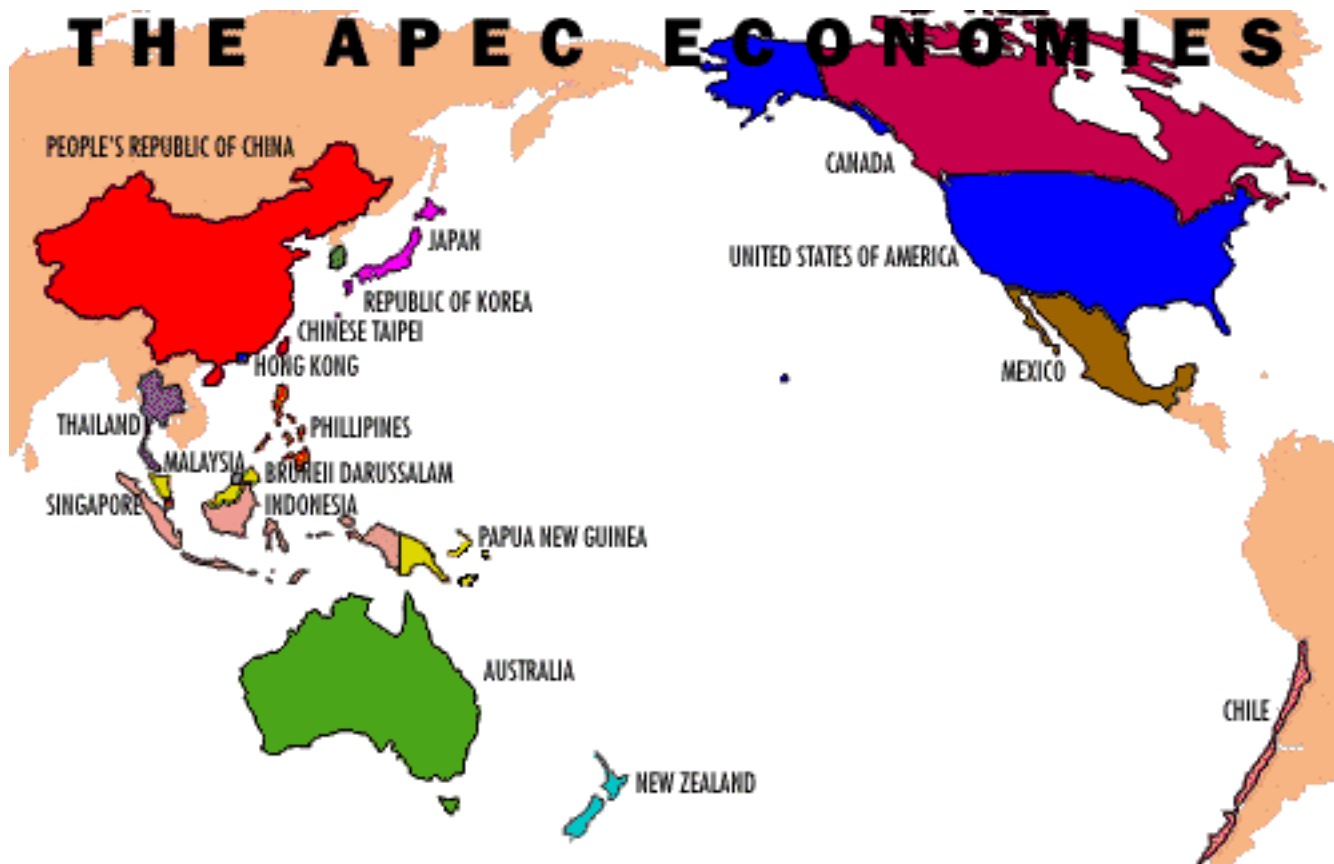 THE APEC ECONOMIES
PEOPLE'S REPUBLIC OF CHINA
CANADA
JAPAN
UNITED STATES OF AMERICA
REPUBLIC OF KOREA
CHINESE TAIPEI
HONG KONG
MEXICO
THAILAND
PHILLIPINES
MALAYSIA
BRUNEII DARUSSALAM
SINGAPORE
INDONESIA
PAPUA NEW GUINEA
AUSTRALIA
CHILE
NEW ZEALAND